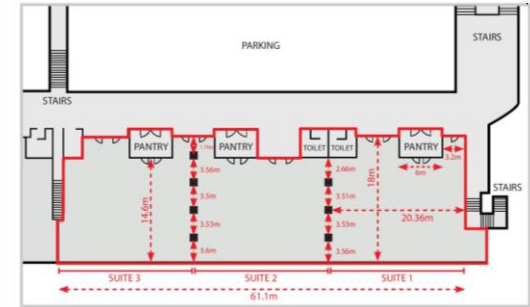 STAIRS
PARKING
STAIRS
PANTRY
PANTRY
TOILET
TOILET
PANTRY
3.2m
3.56m
2.66m
6m
STAIRS
14.6m
3.5m
3.51m
18m
20.36m
3.53m
3.53m
3.6m
3.56m
SUITE 3
SUITE 2
SUITE 1
61.1m